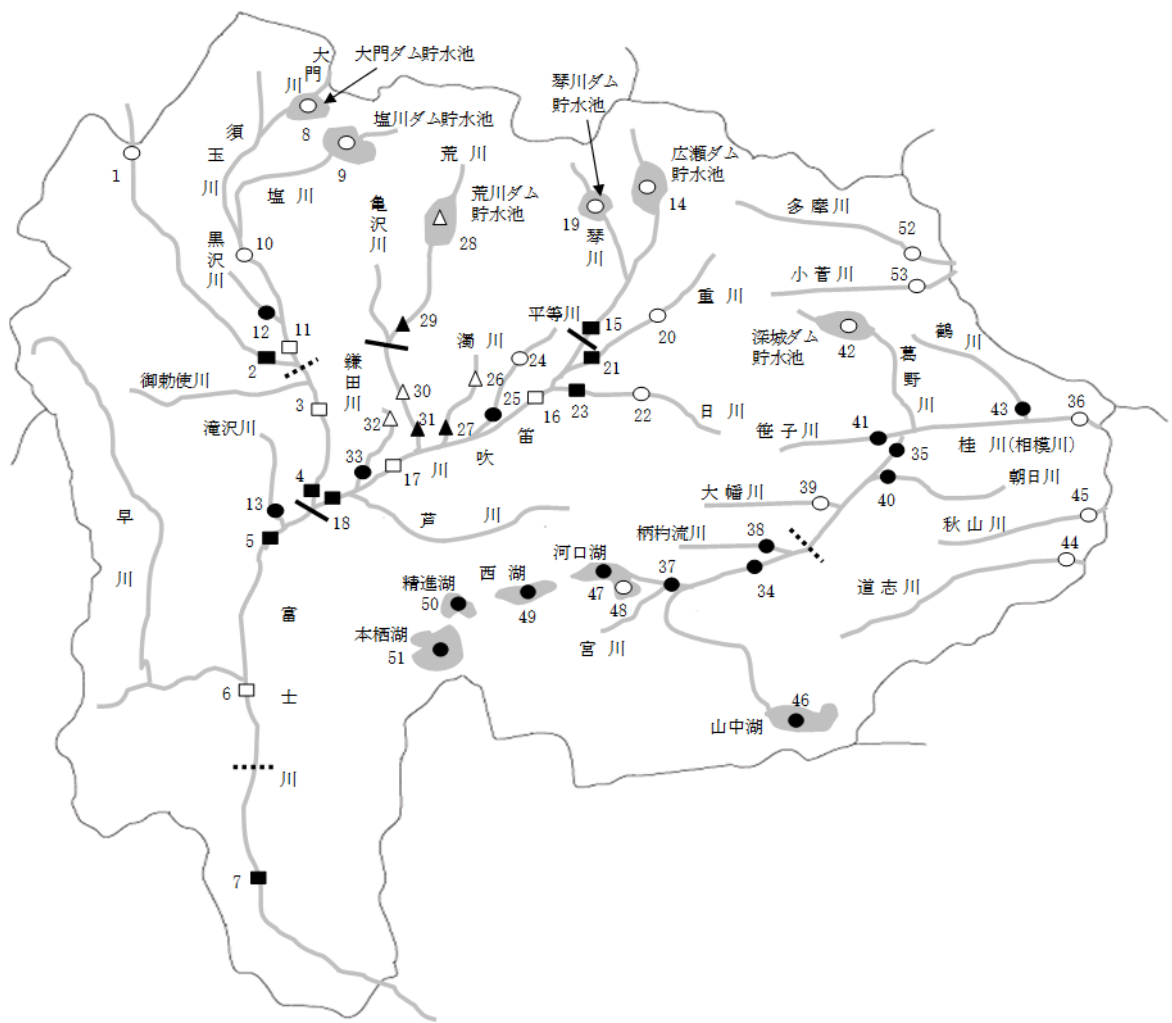 大門川
大門ダム貯水池
8
須玉川
塩川ダム貯水池
9
塩川
1
荒川
荒川ダム
貯水池
28
亀沢川
琴川ダム
貯水池
19
琴川
広瀬ダム
貯水池
14
多摩川
52
小菅川
53
黒沢川
10
12
11
2
御勅使川
3
29
鎌田川
30
32
31
濁川
26
27
平等川
24
25
15
重川
20
21
16
23
22
日川
笛
吹
川
17
深城ダム
貯水池
42
葛野川
鶴川
43
36
笹子川
41
桂川(相模川)
35
朝日川
40
滝沢川
33
4
18
13
5
芦川
大幡川
39
柄杓流川
38
秋山川
45
44
道志川
早川
河口湖
47
48
37
34
西湖
49
精進湖
50
本栖湖
51
宮川
46
山中湖
富
士
川
6
7